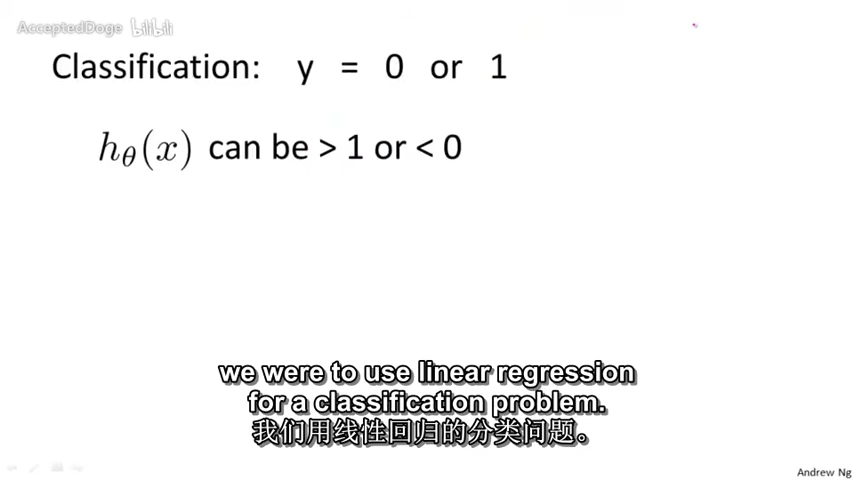 AcceptedDoge bilibili
Classification: y = 0 or 1
hθ(x) can be > 1 or < 0
we were to use linear regression
for a classification problem.
我们用线性回归的分类问题。
Andrew Ng